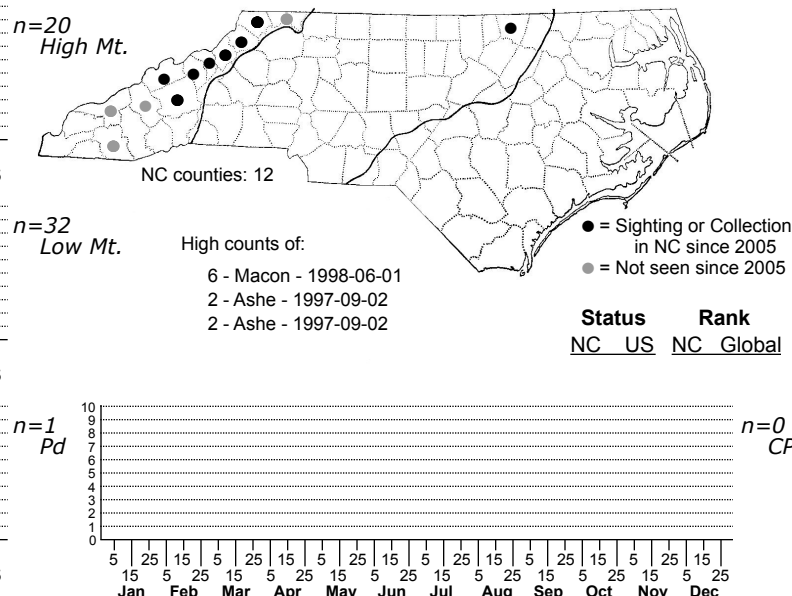 n=20
High Mt.
NC counties: 12
n=32
Low Mt.
High counts of:
6 - Macon - 1998-06-01
2 - Ashe - 1997-09-02
2 - Ashe - 1997-09-02
= Sighting or Collection
in NC since 2005
= Not seen since 2005
Status Rank
NC US NC Global
n=1
Pd
10
9
8
7
6
5
4
3
2
1
0
n=0
CP
5 25 15 5 25 15 5 25 15 5 25 15 5 25 15 5 25 15
15 5 25 15 5 25 15 5 25 15 5 25 15 5 25 15 5 25
Jan Feb Mar Apr May Jun Jul Aug Sep Oct Nov Dec